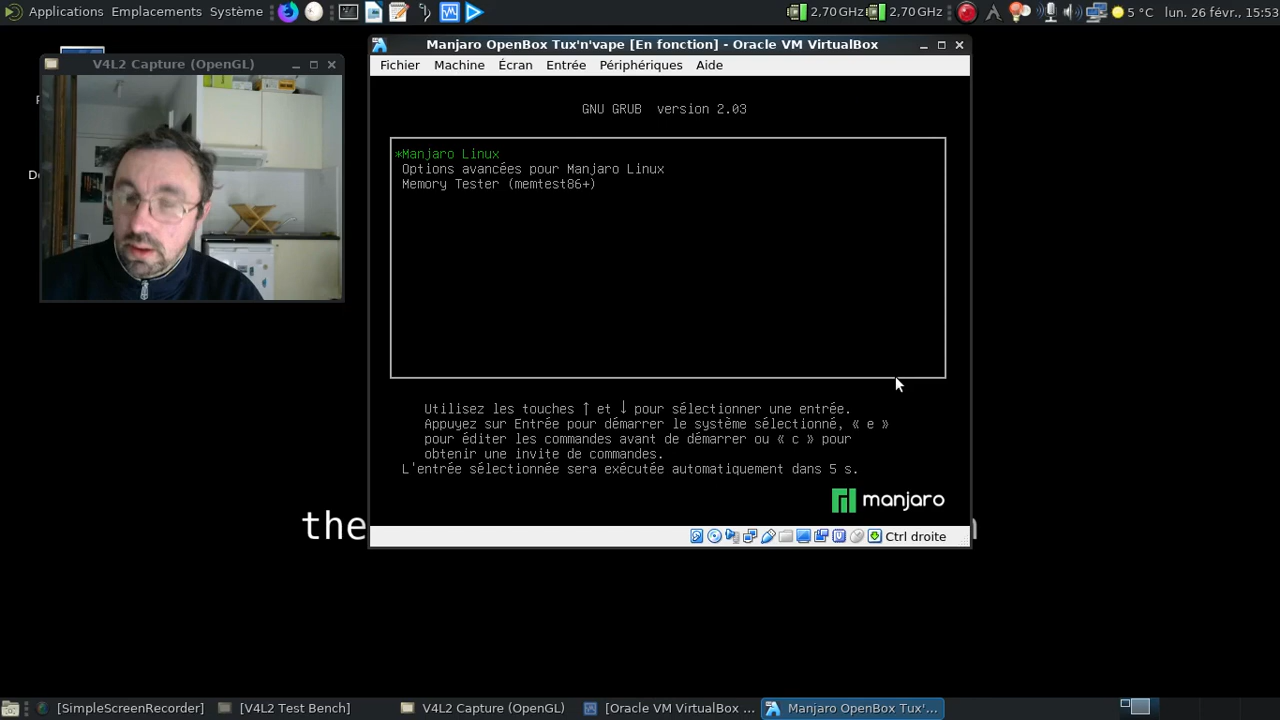 Applications Emplacements Système
2,70 GHz 2,70 GHz 5 °C lun. 26 févr., 15:53
V4L2 Capture (OpenGL)
Manjaro OpenBox Tux'n'vape [En fonction] - Oracle VM VirtualBox
Fichier Machine Écran Entrée Périphériques Aide
GNU GRUB version 2.03
*Manjaro Linux
Options avancées pour Manjaro Linux
Memory Tester (memtest86+)
Utilisez les touches ↑ et ↓ pour sélectionner une entrée.
Appuyez sur Entrée pour démarrer le système sélectionné, « e »
pour éditer les commandes avant de démarrer ou « c » pour
obtenir une invite de commandes.
L'entrée sélectionnée sera exécutée automatiquement dans 5 s.
manjaro
the
Ctrl droite
[SimpleScreenRecorder] [V4L2 Test Bench] V4L2 Capture (OpenGL) [Oracle VM VirtualBox ... Manjaro OpenBox Tux'...